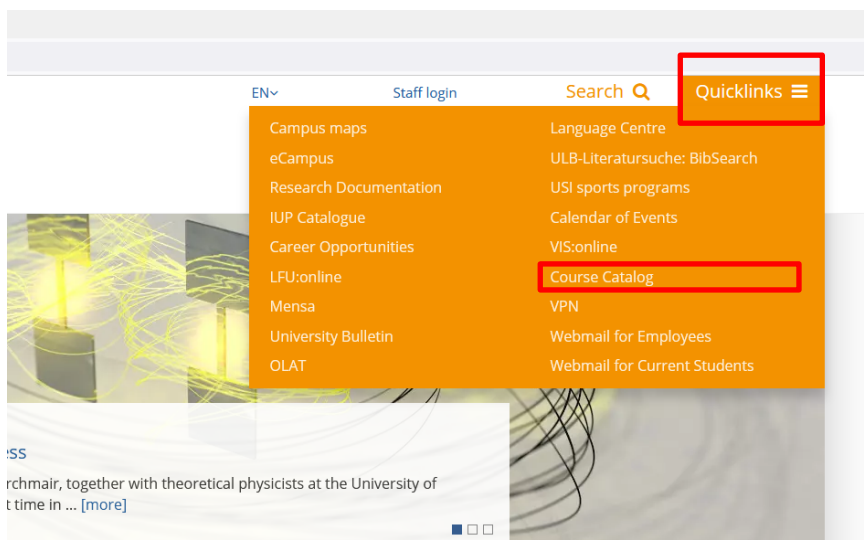 EN
Staff login
Search
Quicklinks
Campus maps
eCampus
Research Documentation
IUP Catalogue
Career Opportunities
LFU:online
Mensa
University Bulletin
OLAT
Language Centre
ULB-Literatursuche: BibSearch
USI sports programs
Calendar of Events
VIS:online
Course Catalog
VPN
Webmail for Employees
Webmail for Current Students
ess
rchmair, together with theoretical physicists at the University of
t time in ... [more]